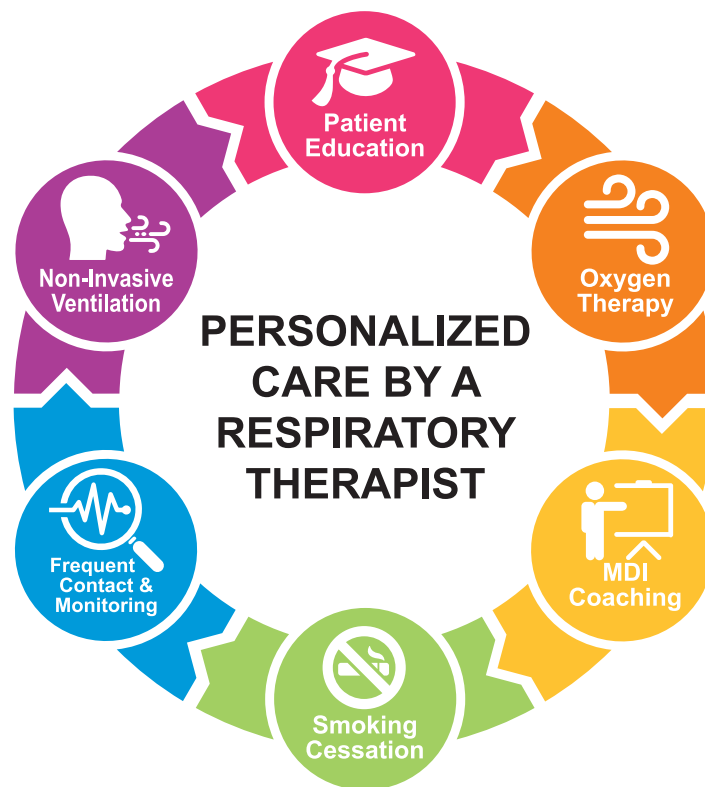 Patient
Education
Oxygen
Therapy
MDI
Coaching
Smoking
Cessation
Frequent
Contact &
Monitoring
Non-Invasive
Ventilation
PERSONALIZED
CARE BY A
RESPIRATORY
THERAPIST